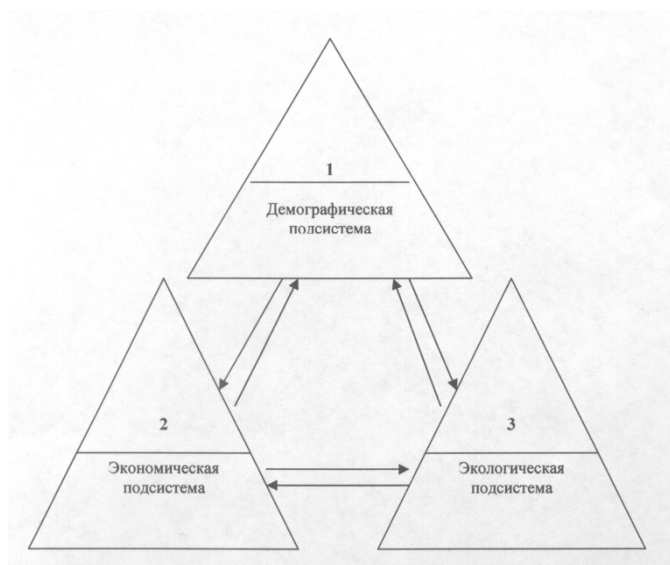 1
Демографическая
подсистема
2
Экономическая
подсистема
3
Экологическая
подсистема